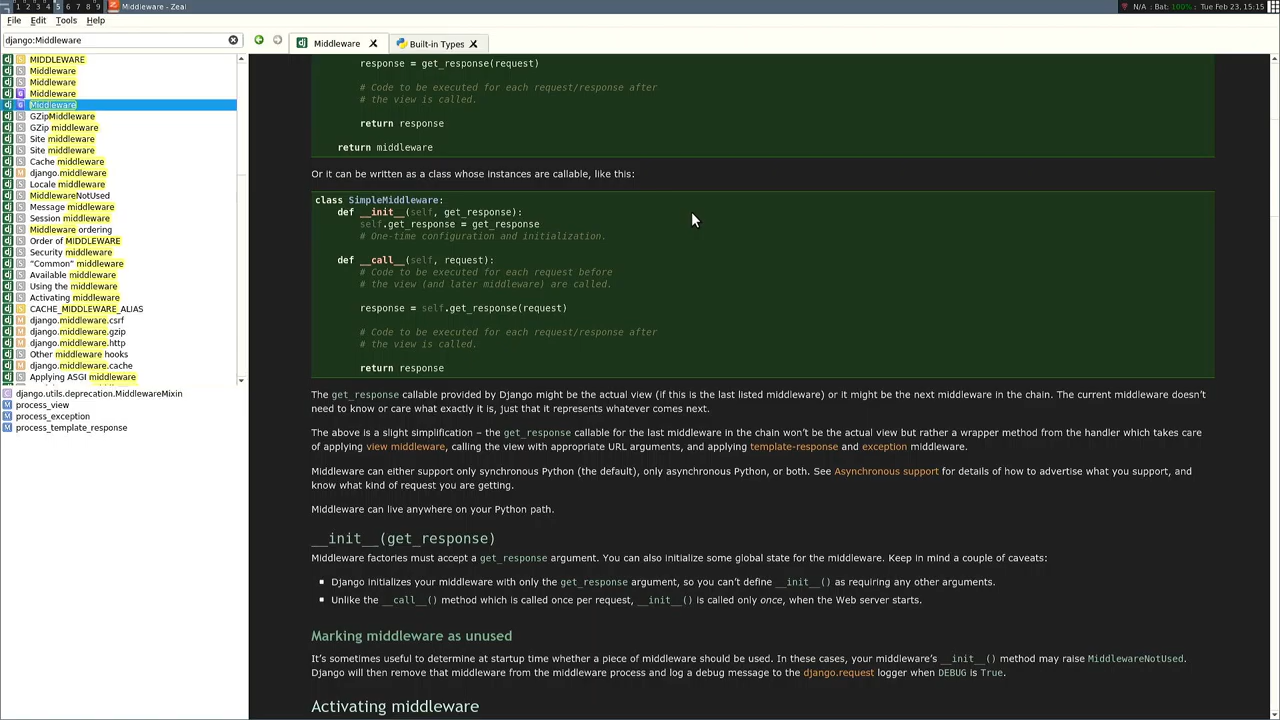 1 2 3 4 5 6 7 8 9 Middleware - Zeal
N/A : Bat: 100% : Tue Feb 23, 15:15
File Edit Tools Help
django:Middleware
Middleware
Built-in Types
MIDDLEWARE
Middleware
Middleware
Middleware
Middleware
GZipMiddleware
GZip middleware
Site middleware
Site middleware
Cache middleware
django.middleware
Locale middleware
MiddlewareNotUsed
Message middleware
Session middleware
Middleware ordering
Order of MIDDLEWARE
Security middleware
“Common” middleware
Available middleware
Using the middleware
Activating middleware
CACHE_MIDDLEWARE_ALIAS
django.middleware.csrf
django.middleware.gzip
django.middleware.http
Other middleware hooks
django.middleware.cache
Applying ASGI middleware
django.utils.deprecation.MiddlewareMixin
process_view
process_exception
process_template_response
response = get_response(request)
# Code to be executed for each request/response after
# the view is called.
return response
return middleware
Or it can be written as a class whose instances are callable, like this:
class SimpleMiddleware:
def __init__(self, get_response):
self.get_response = get_response
# One-time configuration and initialization.
def __call__(self, request):
# Code to be executed for each request before
# the view (and later middleware) are called.
response = self.get_response(request)
# Code to be executed for each request/response after
# the view is called.
return response
The get_response callable provided by Django might be the actual view (if this is the last listed middleware) or it might be the next middleware in the chain. The current middleware doesn’t
need to know or care what exactly it is, just that it represents whatever comes next.
The above is a slight simplification – the get_response callable for the last middleware in the chain won’t be the actual view but rather a wrapper method from the handler which takes care
of applying view middleware, calling the view with appropriate URL arguments, and applying template-response and exception middleware.
Middleware can either support only synchronous Python (the default), only asynchronous Python, or both. See Asynchronous support for details of how to advertise what you support, and
know what kind of request you are getting.
Middleware can live anywhere on your Python path.
__init__(get_response)
Middleware factories must accept a get_response argument. You can also initialize some global state for the middleware. Keep in mind a couple of caveats:
Django initializes your middleware with only the get_response argument, so you can’t define __init__() as requiring any other arguments.
Unlike the __call__() method which is called once per request, __init__() is called only once, when the Web server starts.
Marking middleware as unused
It’s sometimes useful to determine at startup time whether a piece of middleware should be used. In these cases, your middleware’s __init__() method may raise MiddlewareNotUsed.
Django will then remove that middleware from the middleware process and log a debug message to the django.request logger when DEBUG is True.
Activating middleware